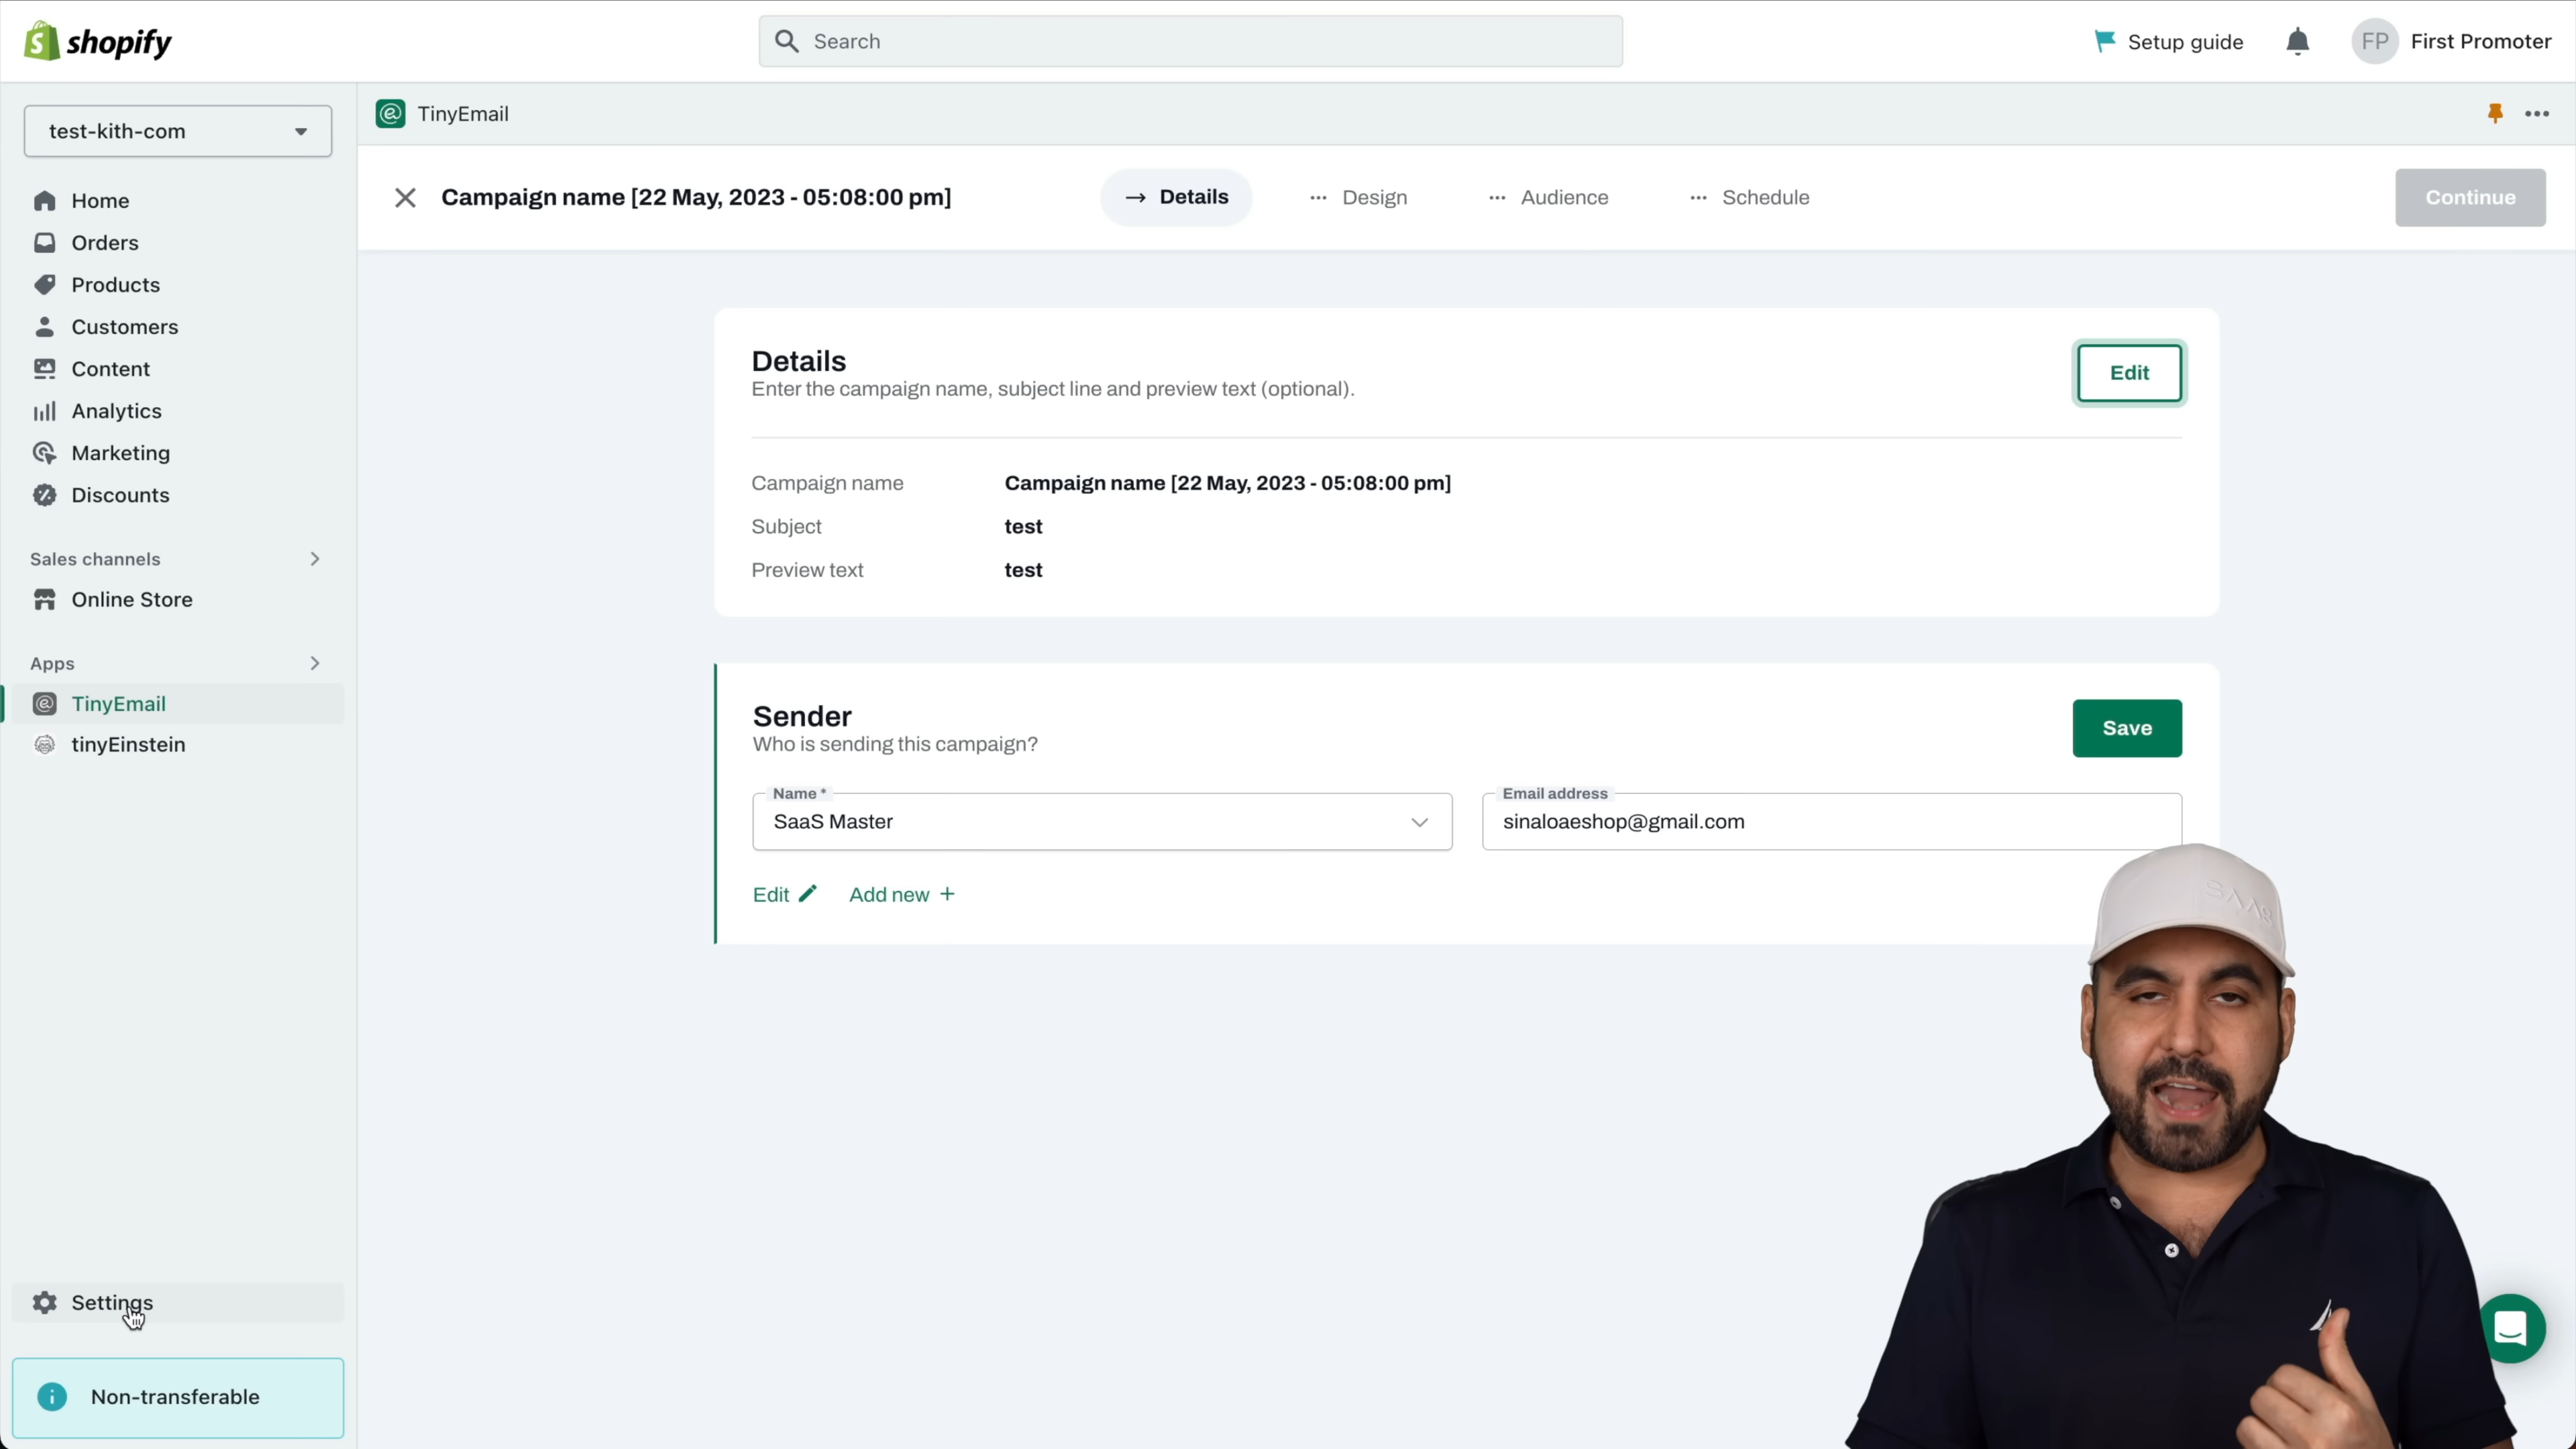 shopify
Search
Setup guide
FP
First Promoter
test-kith-com
TinyEmail
Home
Orders
Products
Customers
Content
Analytics
Marketing
Discounts
Sales channels
Online Store
Apps
TinyEmail
tinyEinstein
Settings
Non-transferable
Campaign name [22 May, 2023 - 05:08:00 pm]
→ Details
··· Design
··· Audience
··· Schedule
Continue
Details
Enter the campaign name, subject line and preview text (optional).
Edit
Campaign name
Campaign name [22 May, 2023 - 05:08:00 pm]
Subject
test
Preview text
test
Sender
Who is sending this campaign?
Save
Name *
SaaS Master
Email address
sinaloaeshop@gmail.com
Edit
Add new +
SAAS